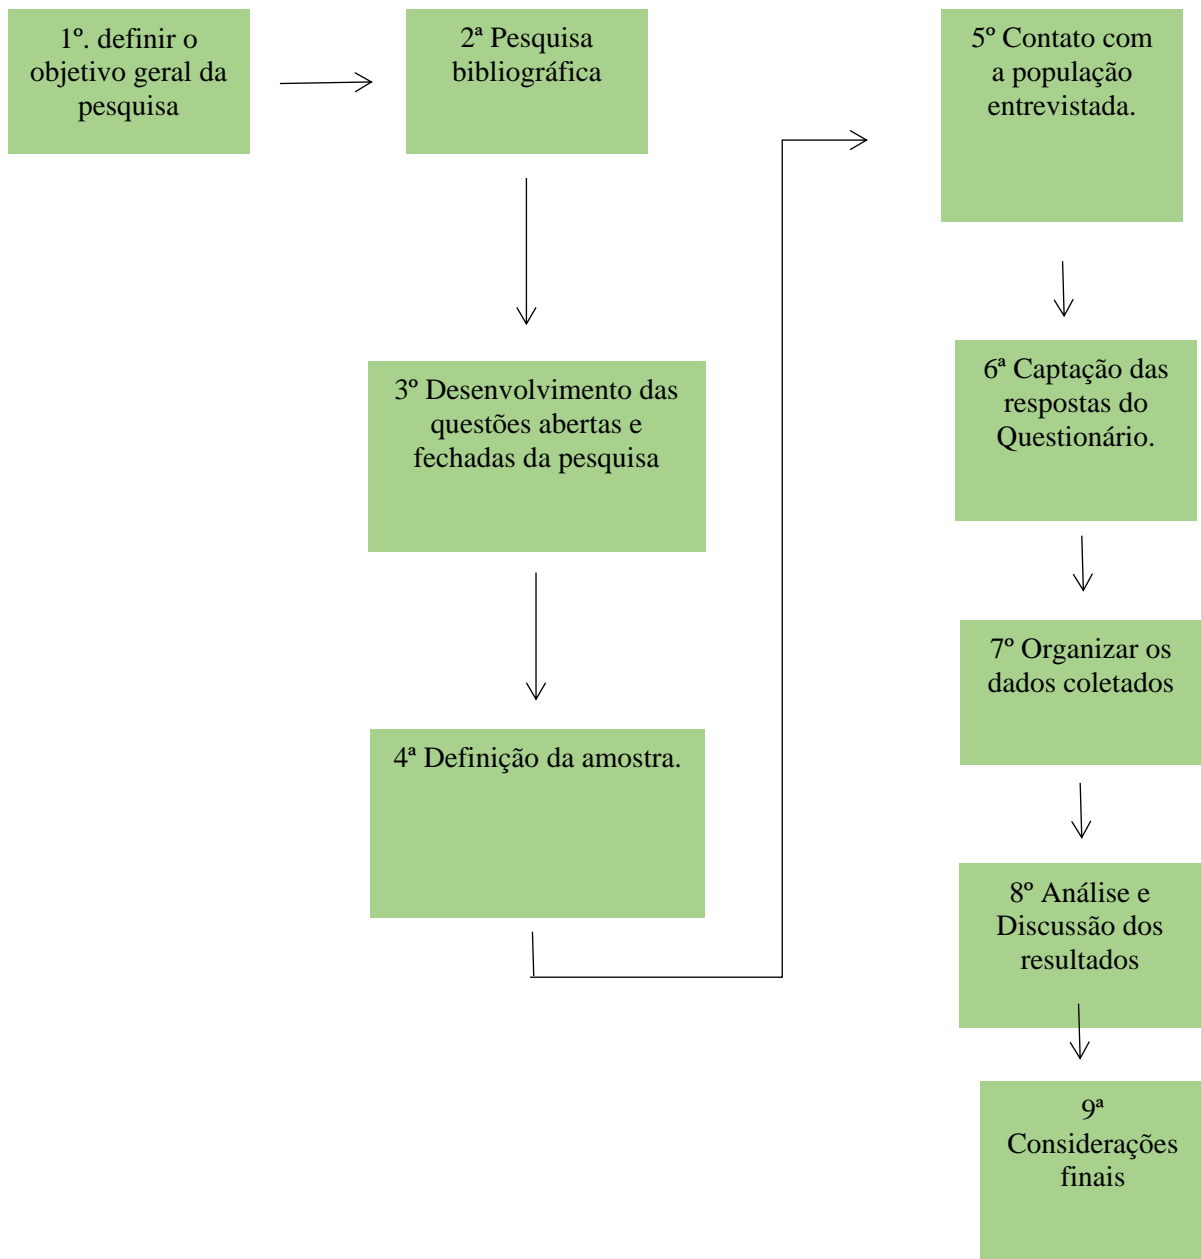 1º. definir o
objetivo geral da
pesquisa
2ª Pesquisa
bibliográfica
3º Desenvolvimento das
questões abertas e
fechadas da pesquisa
4ª Definição da amostra.
5º Contato com
a população
entrevistada.
6ª Captação das
respostas do
Questionário.
7º Organizar os
dados coletados
8º Análise e
Discussão dos
resultados
9ª
Considerações
finais